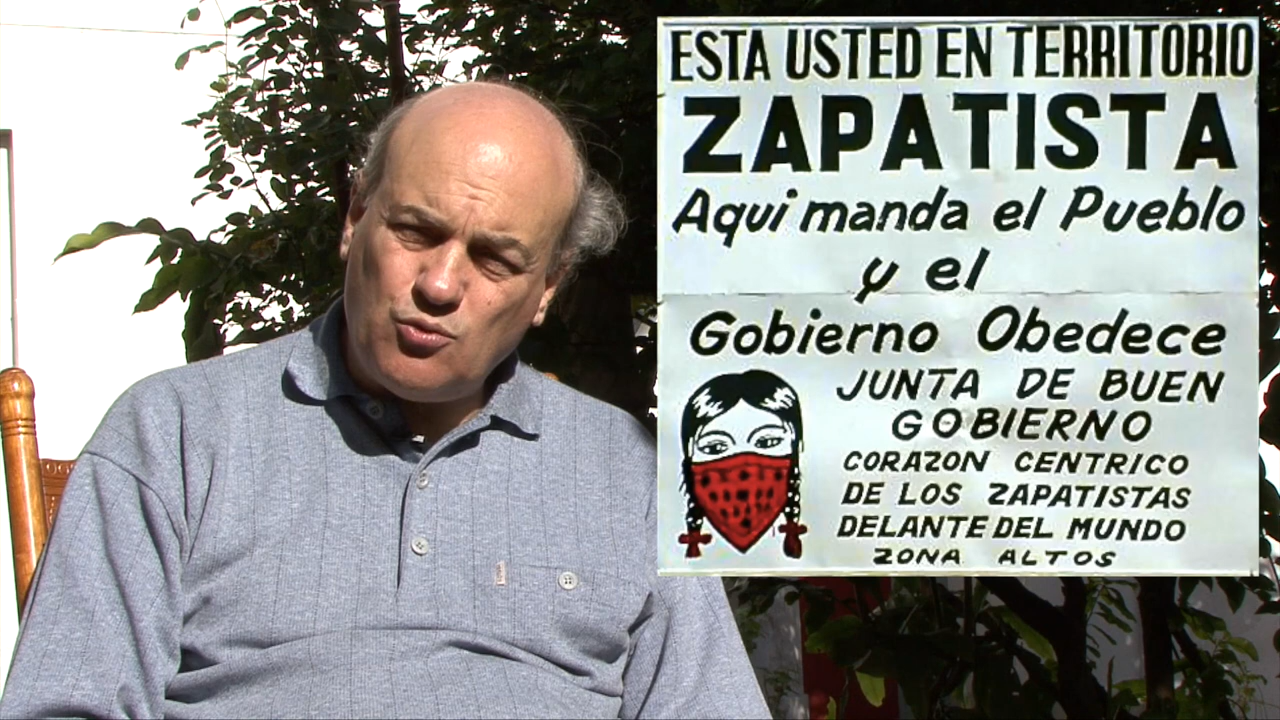 ESTA USTED EN TERRITORIO
ZAPATISTA
Aqui manda el Pueblo
y el
Gobierno Obedece
JUNTA DE BUEN
GOBIERNO
CORAZON CENTRICO
DE LOS ZAPATISTAS
DELANTE DEL MUNDO
ZONA ALTOS